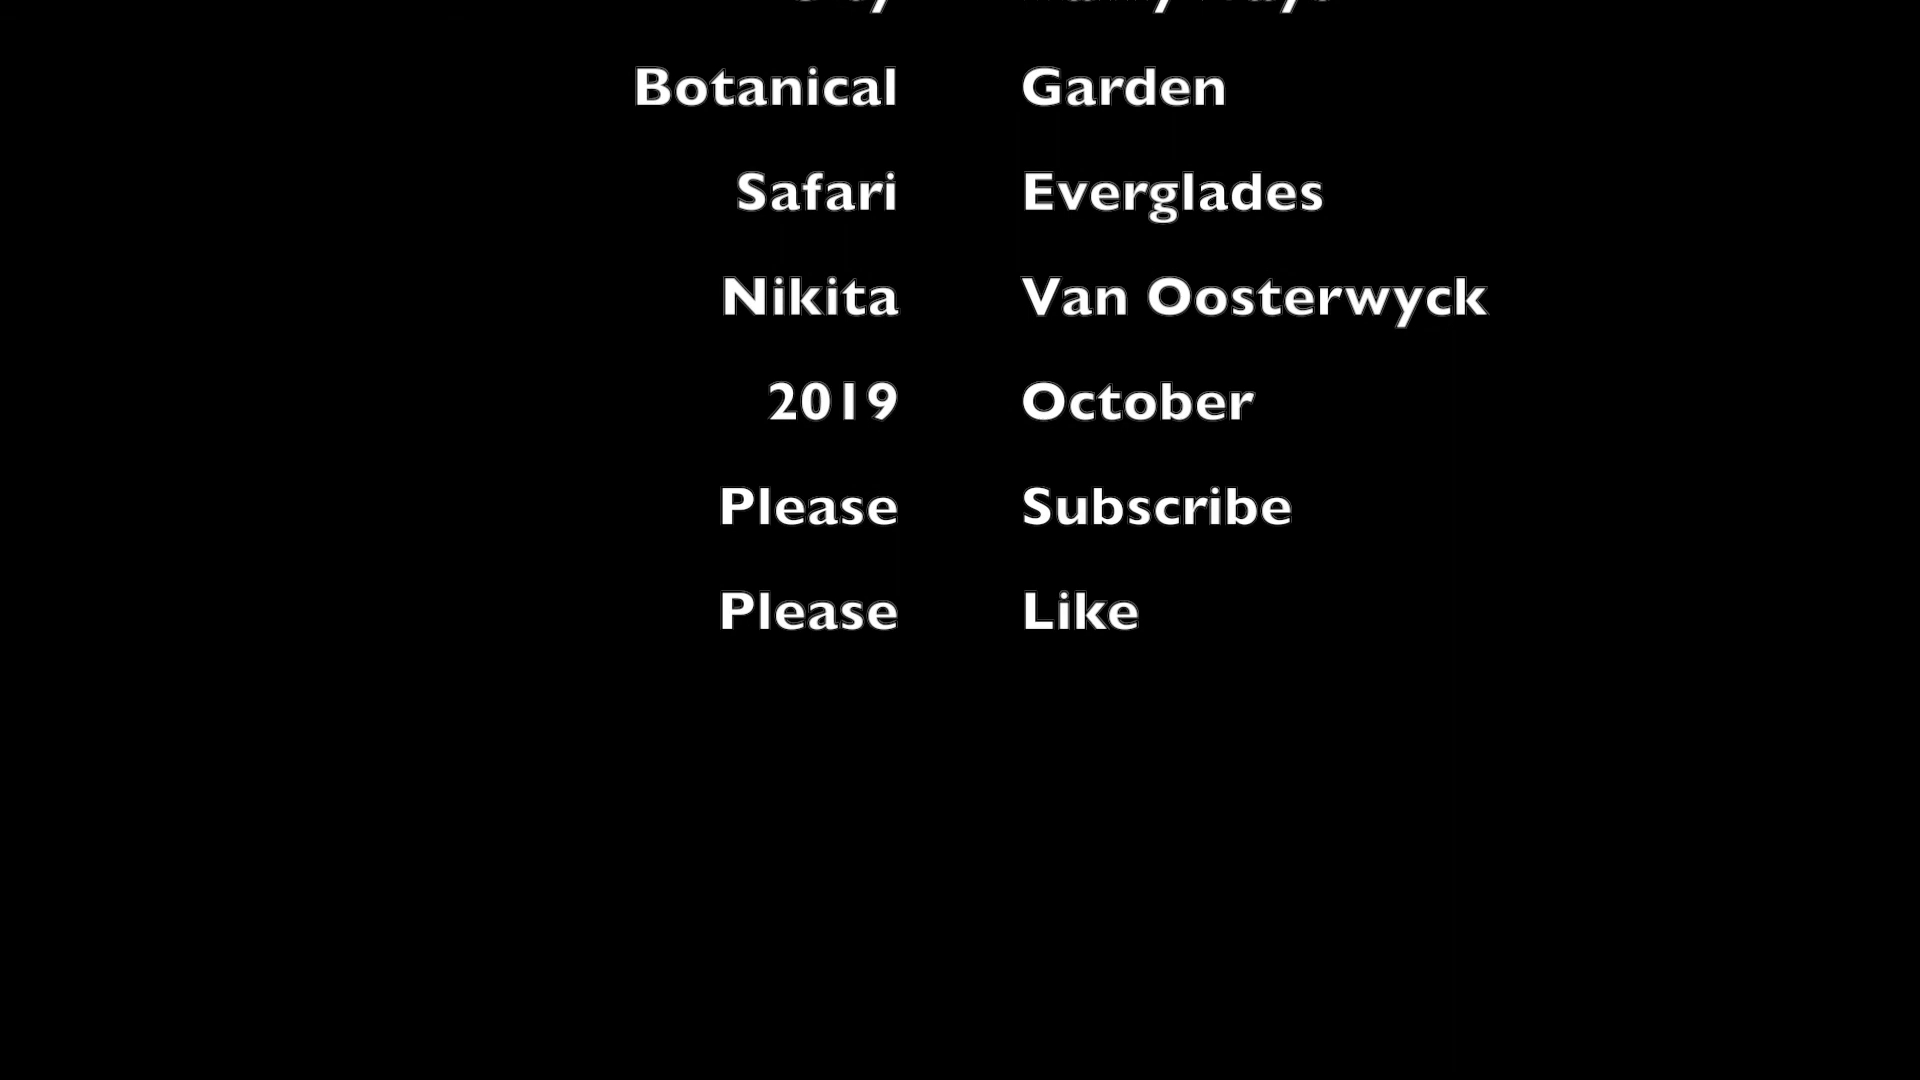 Botanical Garden
Safari Everglades
Nikita Van Oosterwyck
2019 October
Please Subscribe
Please Like